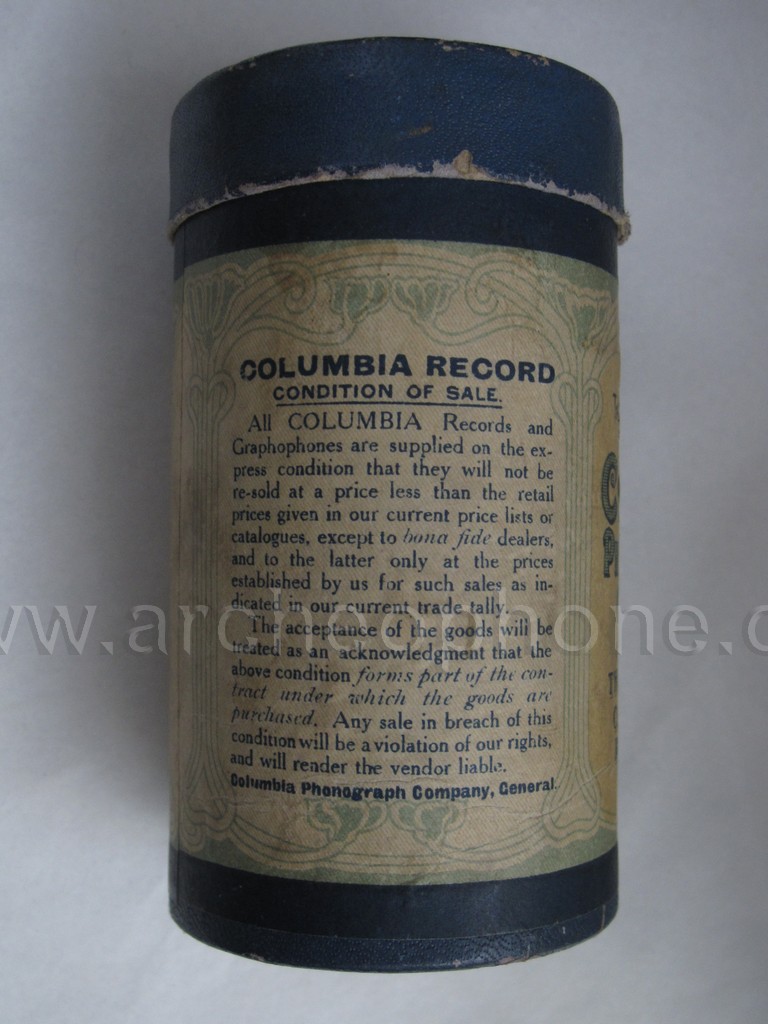 COLUMBIA RECORD
CONDITION OF SALE.
All COLUMBIA Records and
Graphophones are supplied on the ex-
press condition that they will not be
re-sold at a price less than the retail
prices given in our current price lists or
catalogues, except to bona fide dealers,
and to the latter only at the prices
established by us for such sales as in-
dicated in our current trade tally.
The acceptance of the goods will be
treated as an acknowledgment that the
above condition forms part of the con-
tract under which the goods are
purchased. Any sale in breach of this
condition will be a violation of our rights,
and will render the vendor liable.
Columbia Phonograph Company, General.